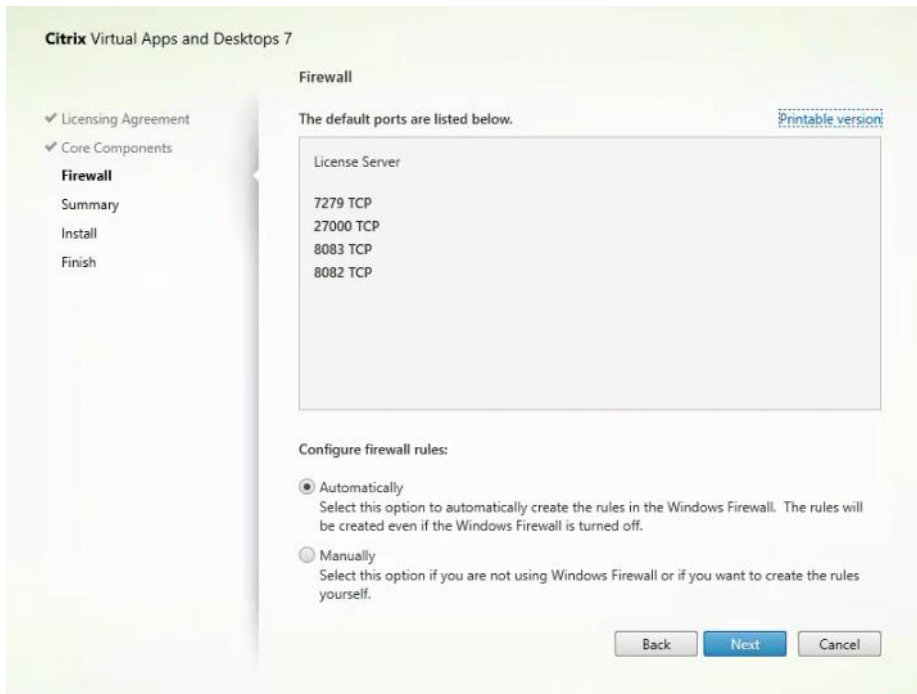 Citrix Virtual Apps and Desktops 7
Licensing Agreement
Core Components
Firewall
Summary
Install
Finish
Firewall
The default ports are listed below.
Printable version
License Server
7279 TCP
27000 TCP
8083 TCP
8082 TCP
Configure firewall rules:
Automatically
Select this option to automatically create the rules in the Windows Firewall. The rules will
be created even if the Windows Firewall is turned off.
Manually
Select this option if you are not using Windows Firewall or if you want to create the rules
yourself.
Back
Next
Cancel